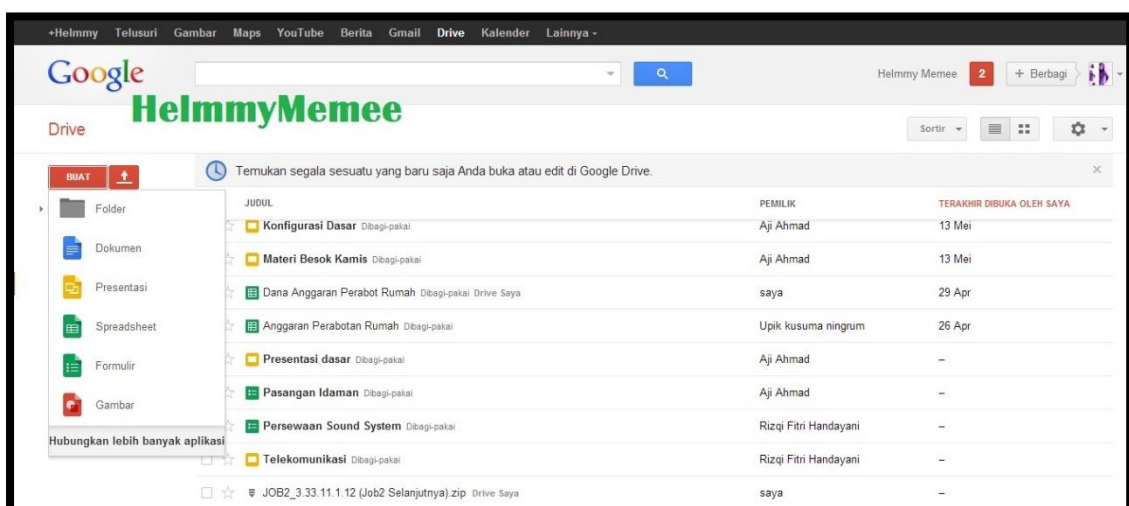 +Helmmy Telusuri Gambar Maps YouTube Berita Gmail Drive Kalender Lainnya
Google
Helmmy Memee 2 + Berbagi
HelmmyMemee
Drive
Sortir
BUAT
Temukan segala sesuatu yang baru saja Anda buka atau edit di Google Drive.
Folder
Dokumen
Presentasi
Spreadsheet
Formulir
Gambar
Hubungkan lebih banyak aplikasi
JUDUL PEMILIK TERAKHIR DIBUKA OLEH SAYA
Konfigurasi Dasar Dibagi-pakai Aji Ahmad 13 Mei
Materi Besok Kamis Dibagi-pakai Aji Ahmad 13 Mei
Dana Anggaran Perabot Rumah Dibagi-pakai Drive Saya saya 29 Apr
Anggaran Perabotan Rumah Dibagi-pakai Upik kusuma ningrum 26 Apr
Presentasi dasar Dibagi-pakai Aji Ahmad –
Pasangan Idaman Dibagi-pakai Aji Ahmad –
Persewaan Sound System Dibagi-pakai Rizqi Fitri Handayani –
Telekomunikasi Dibagi-pakai Rizqi Fitri Handayani –
JOB2_3.33.11.1.12 (Job2 Selanjutnya).zip Drive Saya saya –